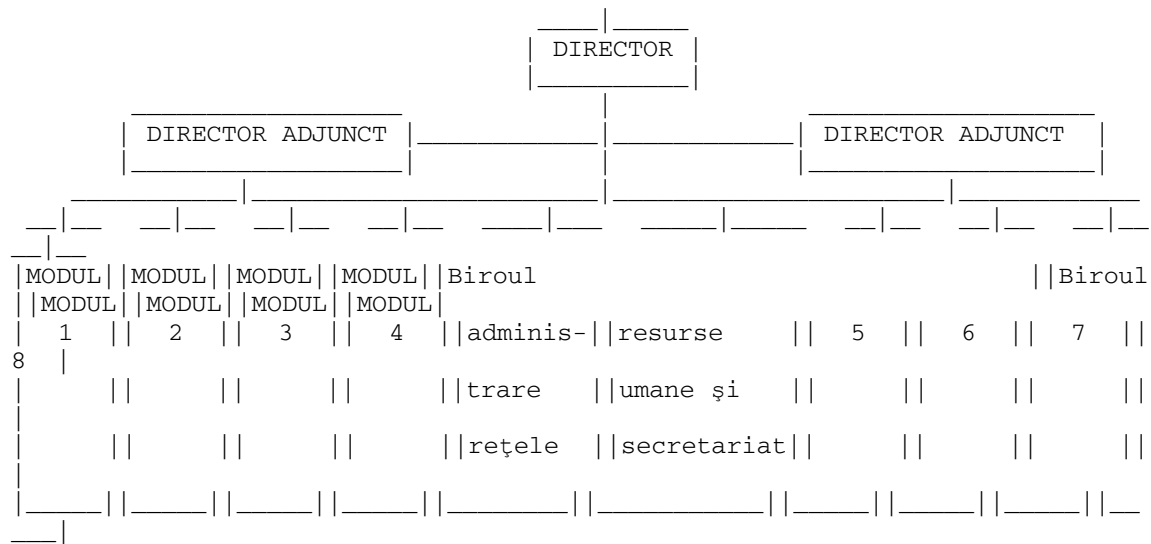 DIRECTOR
DIRECTOR ADJUNCT DIRECTOR ADJUNCT
MODUL MODUL MODUL MODUL Biroul Biroul
MODUL MODUL MODUL MODUL
1 2 3 4 adminis- resurse 5 6 7
8
trare umane şi
reţele secretariat